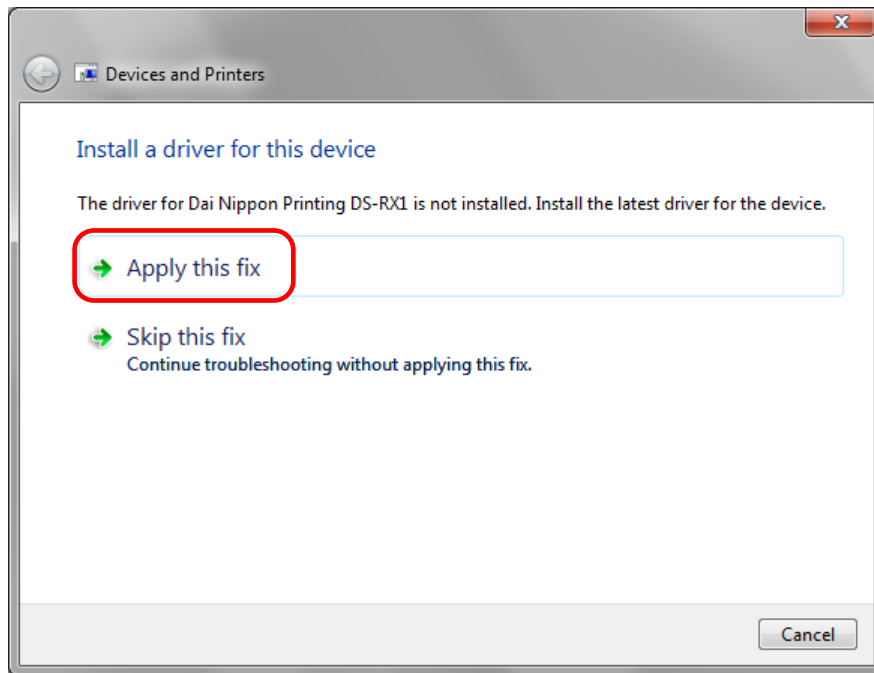 Devices and Printers
Install a driver for this device
The driver for Dai Nippon Printing DS-RX1 is not installed. Install the latest driver for the device.
Apply this fix
Skip this fix
Continue troubleshooting without applying this fix.
Cancel